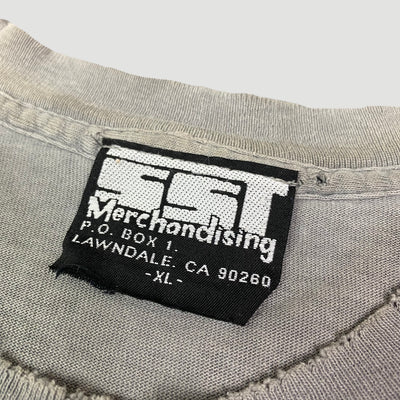 SST
Merchandising
P.O. BOX 1.
LAWNDALE. CA 90260
-XL-